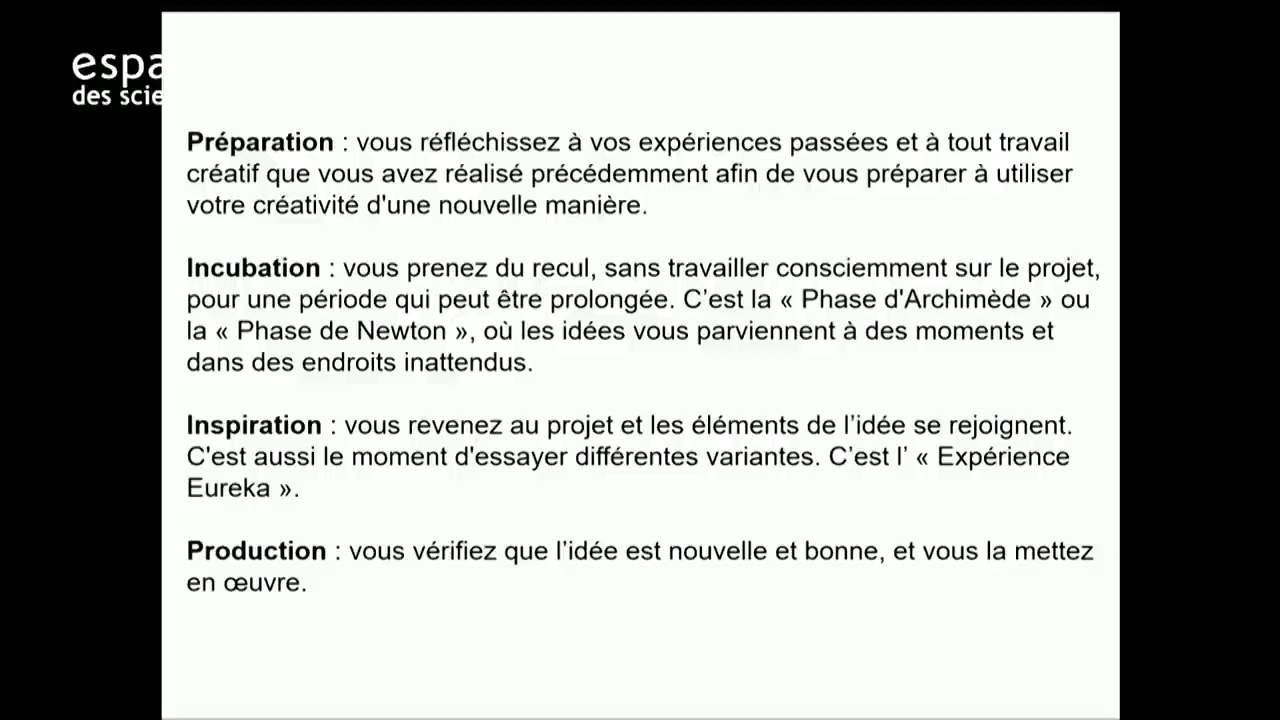 espa
des scie
Préparation : vous réfléchissez à vos expériences passées et à tout travail
créatif que vous avez réalisé précédemment afin de vous préparer à utiliser
votre créativité d'une nouvelle manière.
Incubation : vous prenez du recul, sans travailler consciemment sur le projet,
pour une période qui peut être prolongée. C’est la « Phase d'Archimède » ou
la « Phase de Newton », où les idées vous parviennent à des moments et
dans des endroits inattendus.
Inspiration : vous revenez au projet et les éléments de l’idée se rejoignent.
C'est aussi le moment d'essayer différentes variantes. C’est l’ « Expérience
Eureka ».
Production : vous vérifiez que l’idée est nouvelle et bonne, et vous la mettez
en œuvre.